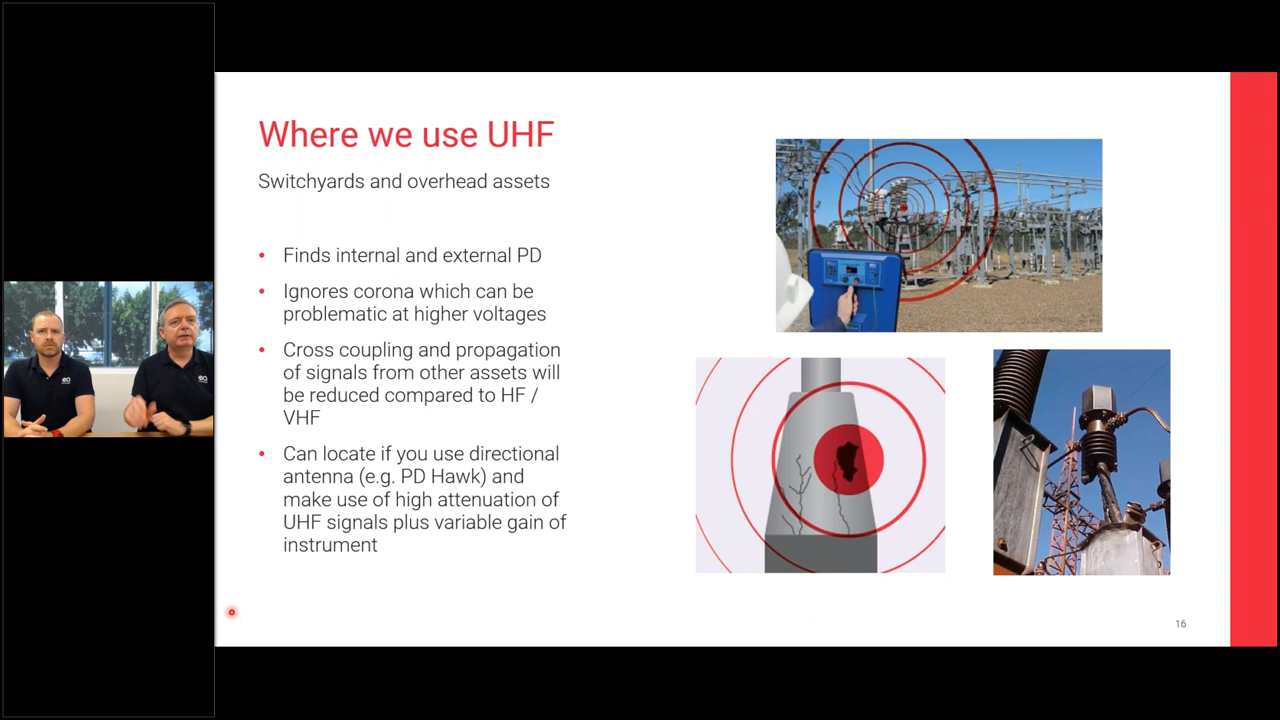 Where we use UHF
Switchyards and overhead assets
• Finds internal and external PD
• Ignores corona which can be
problematic at higher voltages
• Cross coupling and propagation
of signals from other assets will
be reduced compared to HF /
VHF
• Can locate if you use directional
antenna (e.g. PD Hawk) and
make use of high attenuation of
UHF signals plus variable gain of
instrument
16
ea
ea